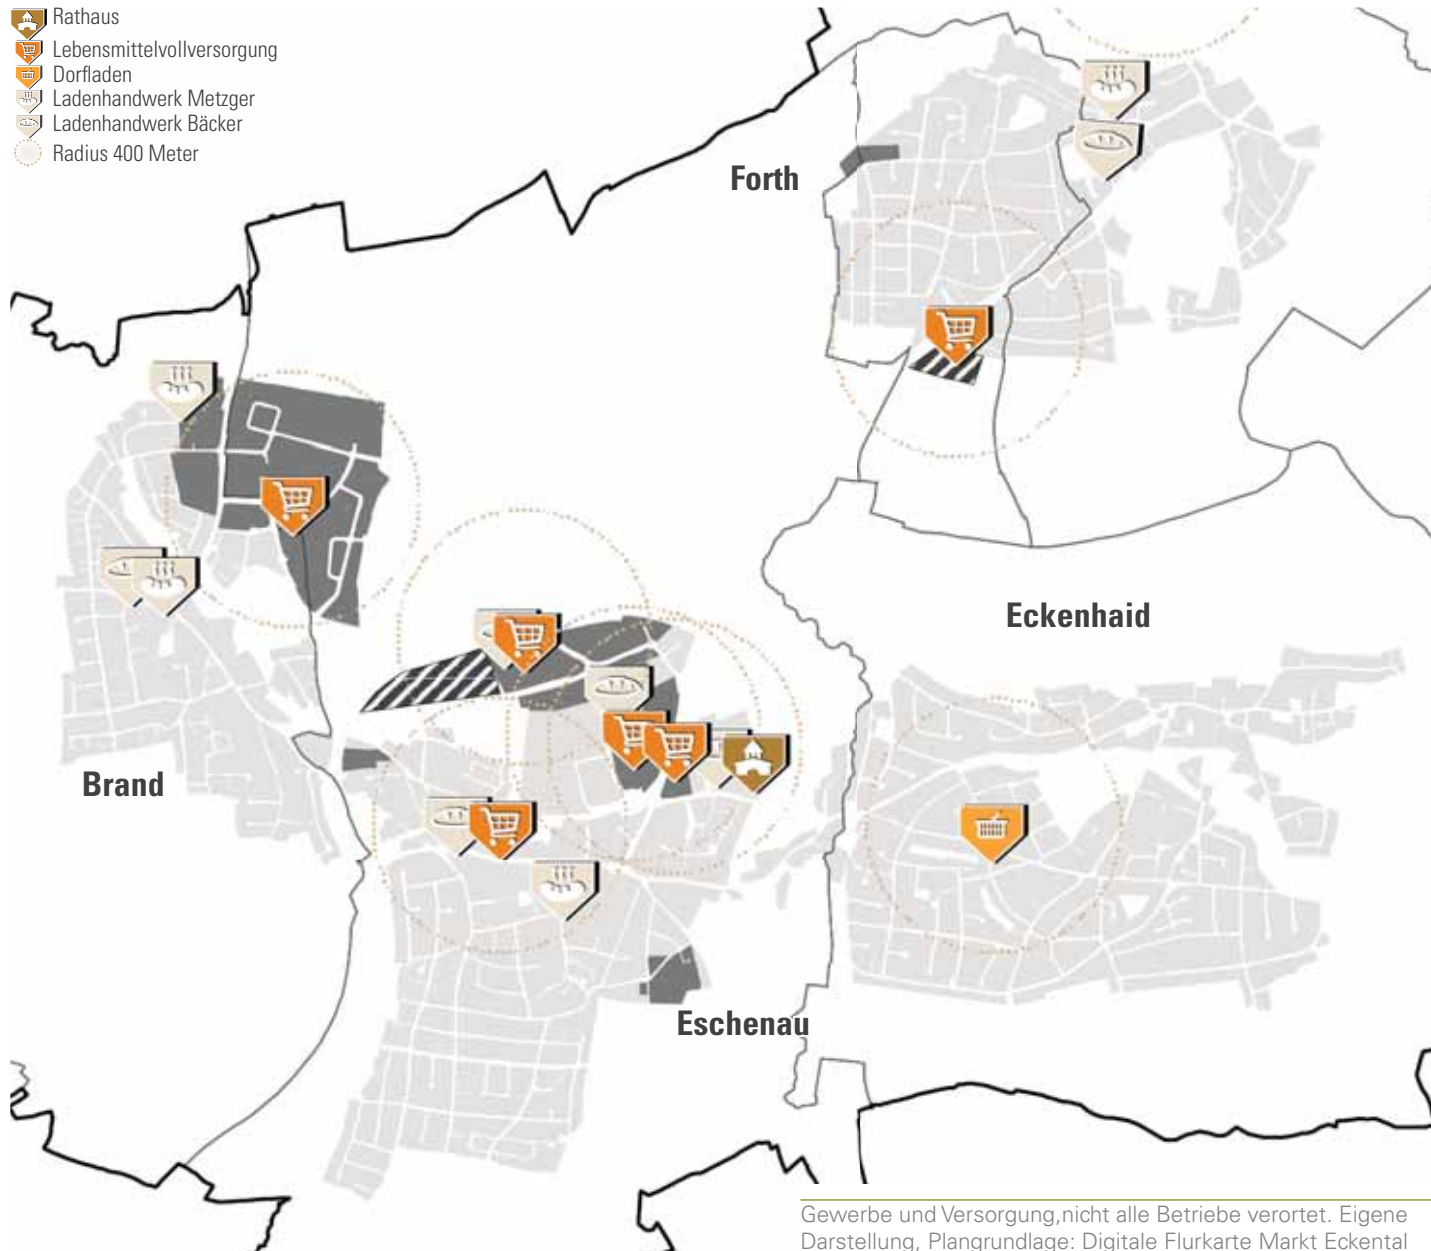 Rathaus
Lebensmittelvollversorgung
Dorfladen
Ladenhandwerk Metzger
Ladenhandwerk Bäcker
Radius 400 Meter
Forth
Eckenhaid
Brand
Eschenau
Gewerbe und Versorgung,nicht alle Betriebe verortet. Eigene
Darstellung, Plangrundlage: Digitale Flurkarte Markt Eckental